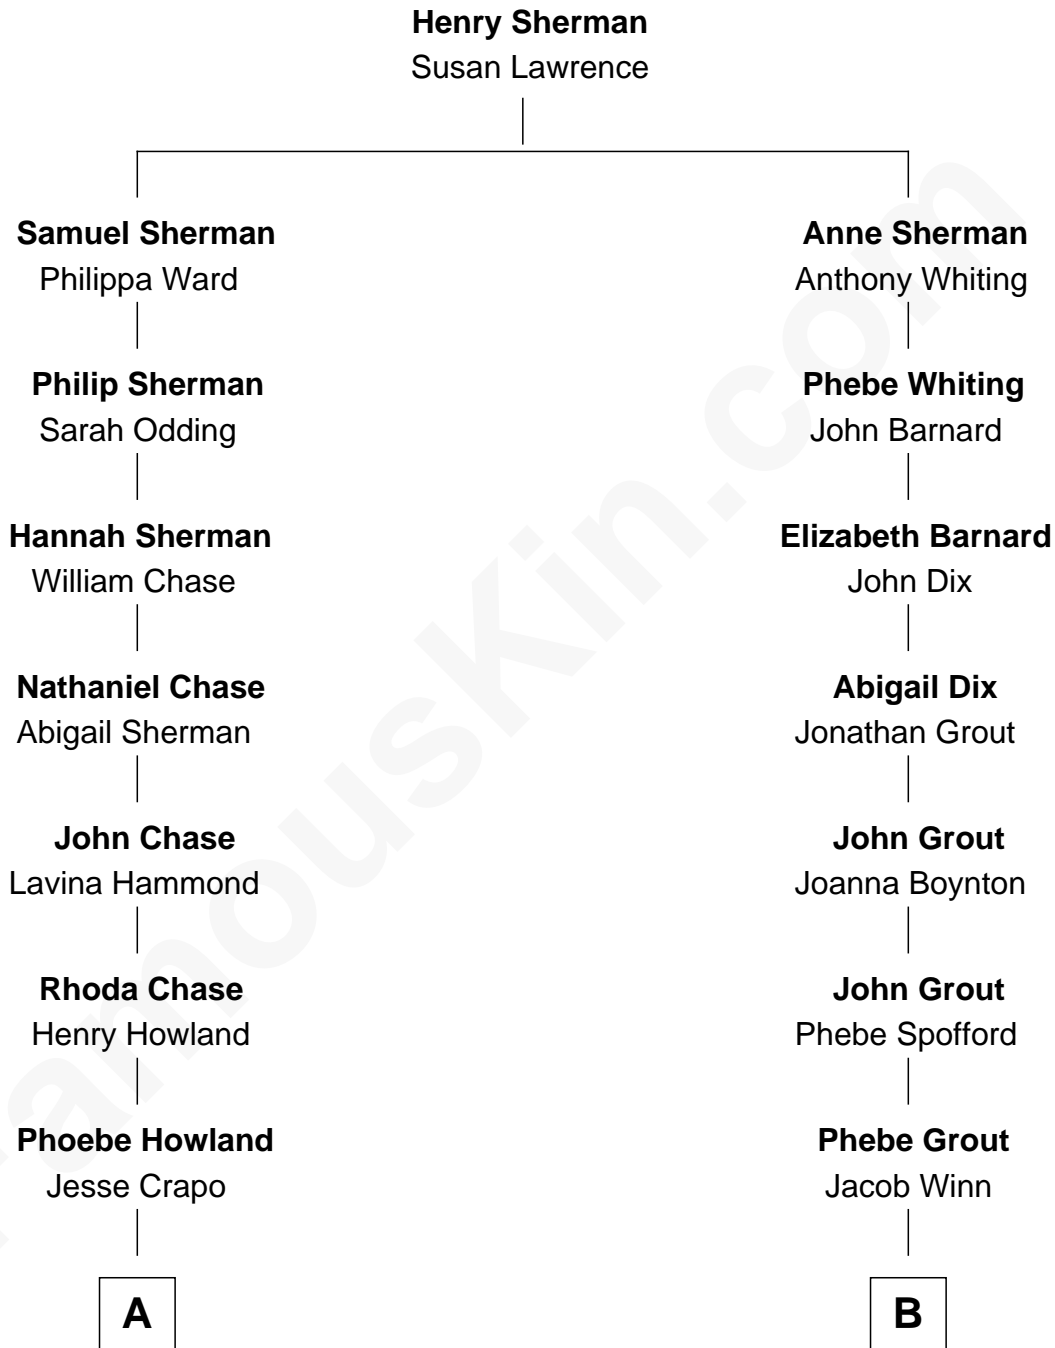 Henry Sherman
Susan Lawrence
Samuel Sherman
Philippa Ward
Anne Sherman
Anthony Whiting
Philip Sherman
Sarah Odding
Phebe Whiting
John Barnard
Hannah Sherman
William Chase
Elizabeth Barnard
John Dix
Nathaniel Chase
Abigail Sherman
Abigail Dix
Jonathan Grout
John Chase
Lavina Hammond
John Grout
Joanna Boynton
Rhoda Chase
Henry Howland
John Grout
Phebe Spofford
Phoebe Howland
Jesse Crapo
Phebe Grout
Jacob Winn
A
B
FamousKin.com